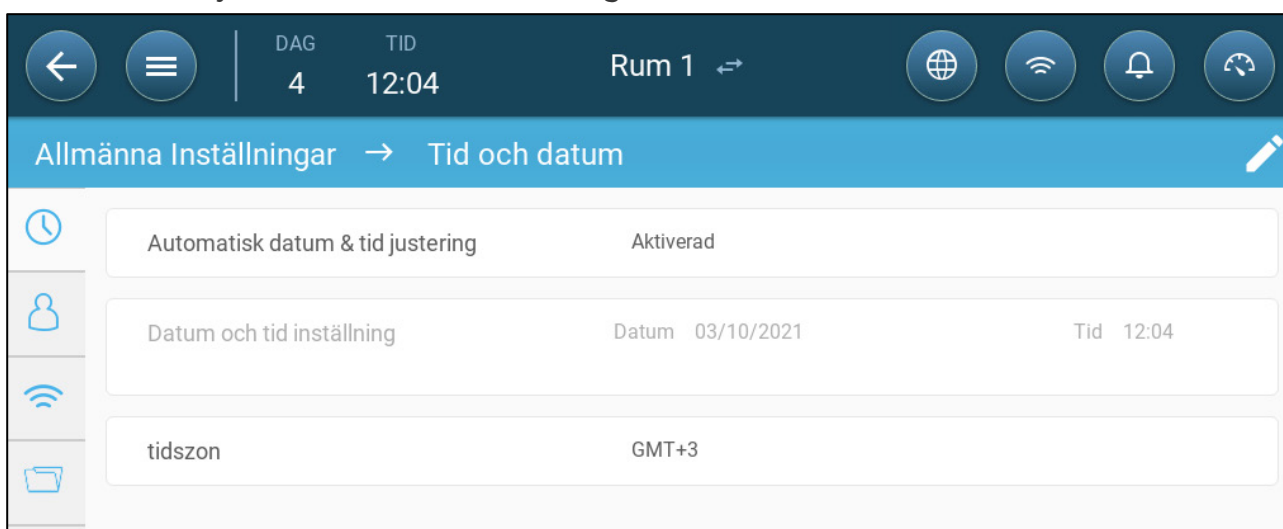 DAG TID
4 12:04
Rum 1
Allmänna Inställningar → Tid och datum
Automatisk datum & tid justering Aktiverad
Datum och tid inställning Datum 03/10/2021 Tid 12:04
tidszon GMT+3